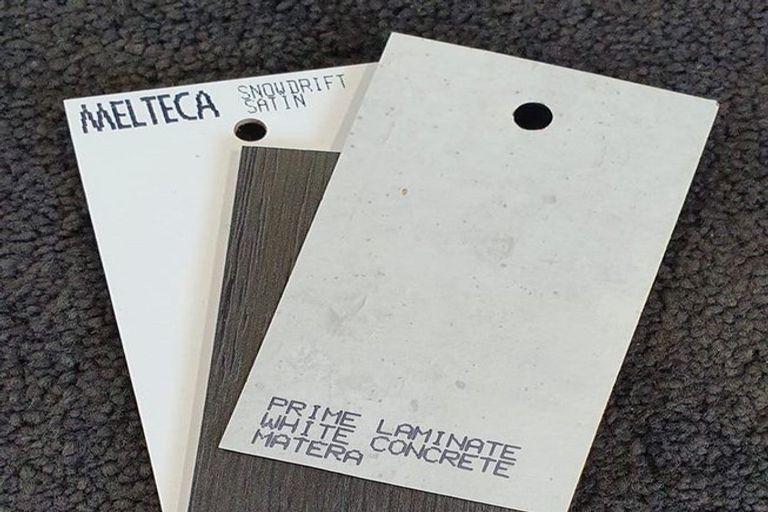 MELTECA
SNOWDRIFT
SATIN
PRIME LAMINATE
WHITE CONCRETE
MATERA